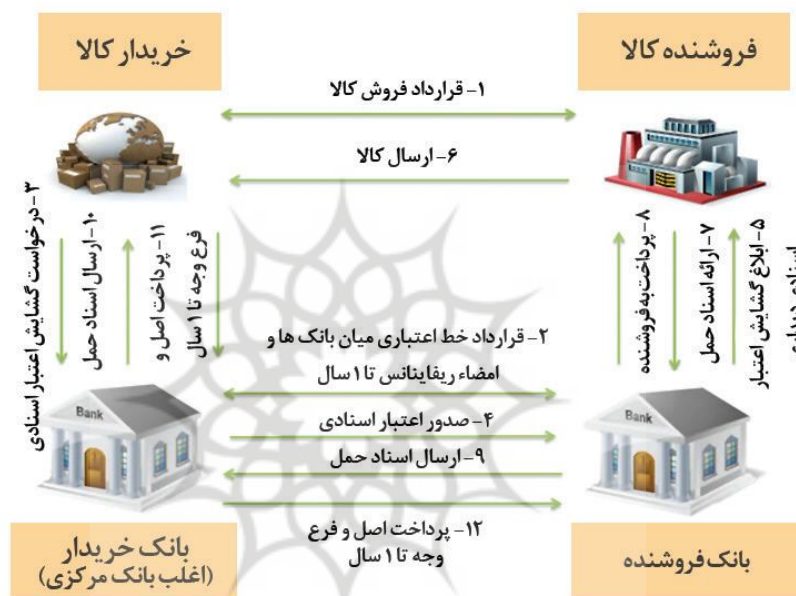 فروشنده کالا
خریدار کالا
۱- قرارداد فروش کالا
۶- ارسال کالا
۳- درخواست گشایش اعتبار اسنادی
۱۰- ارسال اسناد حمل
۱۱- پرداخت اصل و
فرع وجه تا ۱ سال
۸- پرداخت به فروشنده
۷- ارائه اسناد حمل
۵- ابلاغ گشایش اعتبار
اسنادی دیداری
۲- قرارداد خط اعتباری میان بانک ها و
امضاء ریفاینانس تا ۱ سال
Bank
Bank
۴- صدور اعتبار اسنادی
۹- ارسال اسناد حمل
۱۲- پرداخت اصل و فرع
وجه تا ۱ سال
بانک فروشنده
بانک خریدار
(اغلب بانک مرکزی)